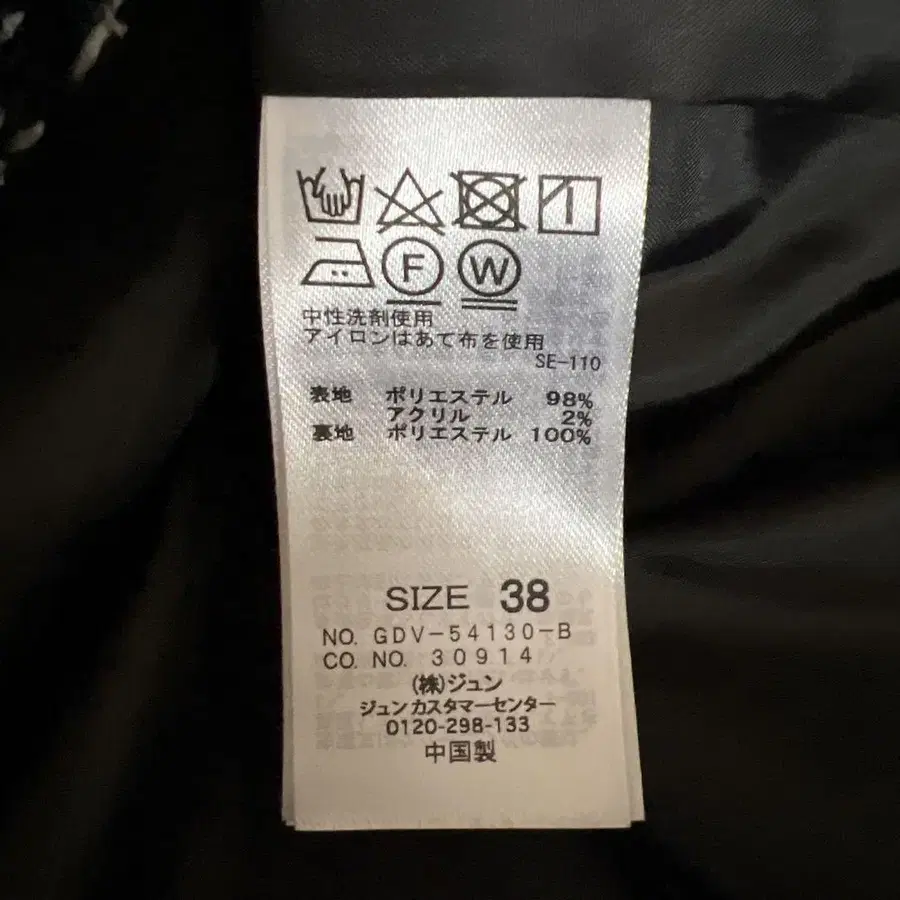 F W
中性洗剤使用
アイロンはあて布を使用
SE-110
表地 ポリエステル 98%
アクリル 2%
裏地 ポリエステル 100%
SIZE 38
NO. GDV-54130-B
CO. NO. 30914
(株)ジュン
ジュンカスタマーセンター
0120-298-133
中国製